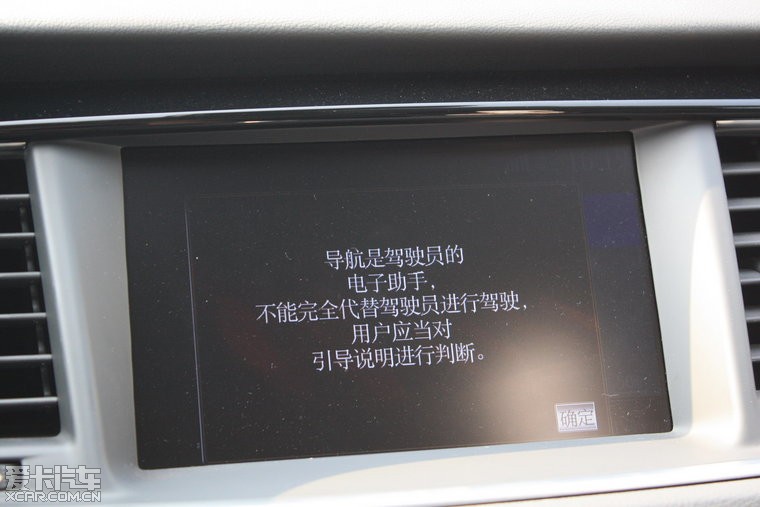 导航是驾驶员的
电子助手，
不能完全代替驾驶员进行驾驶，
用户应当对
引导说明进行判断。
确定
爱卡汽车
XCAR.COM.CN